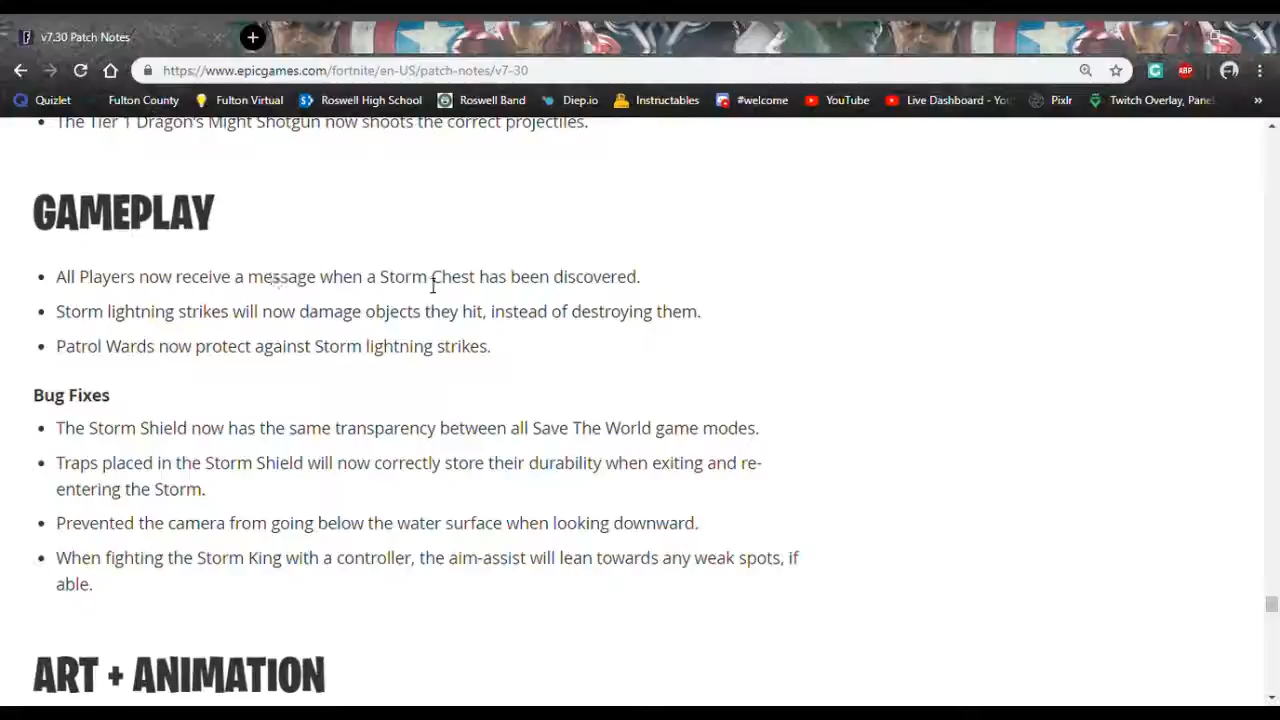 v7.30 Patch Notes
https://www.epicgames.com/fortnite/en-US/patch-notes/v7-30
Quizlet Fulton County Fulton Virtual Roswell High School Roswell Band Diep.io Instructables #welcome YouTube Live Dashboard - You Pixlr Twitch Overlay, Pane »
The Tier 1 Dragon's Might Shotgun now shoots the correct projectiles.
GAMEPLAY
• All Players now receive a message when a Storm Chest has been discovered.
• Storm lightning strikes will now damage objects they hit, instead of destroying them.
• Patrol Wards now protect against Storm lightning strikes.
Bug Fixes
• The Storm Shield now has the same transparency between all Save The World game modes.
• Traps placed in the Storm Shield will now correctly store their durability when exiting and re-
entering the Storm.
• Prevented the camera from going below the water surface when looking downward.
• When fighting the Storm King with a controller, the aim-assist will lean towards any weak spots, if
able.
ART + ANIMATION